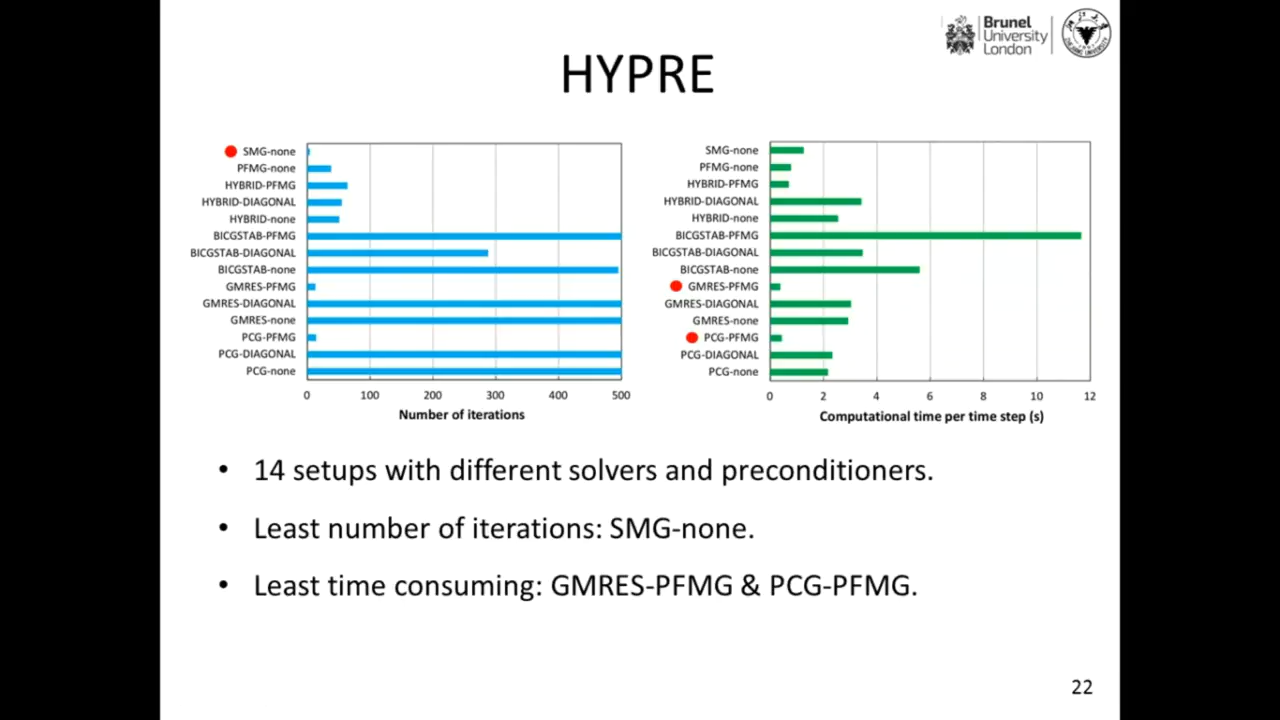 Brunel
University
London
HYPRE
SMG-none
PFMG-none
HYBRID-PFMG
HYBRID-DIAGONAL
HYBRID-none
BICGSTAB-PFMG
BICGSTAB-DIAGONAL
BICGSTAB-none
GMRES-PFMG
GMRES-DIAGONAL
GMRES-none
PCG-PFMG
PCG-DIAGONAL
PCG-none
0 100 200 300 400 500
Number of iterations
SMG-none
PFMG-none
HYBRID-PFMG
HYBRID-DIAGONAL
HYBRID-none
BICGSTAB-PFMG
BICGSTAB-DIAGONAL
BICGSTAB-none
GMRES-PFMG
GMRES-DIAGONAL
GMRES-none
PCG-PFMG
PCG-DIAGONAL
PCG-none
0 2 4 6 8 10 12
Computational time per time step (s)
• 14 setups with different solvers and preconditioners.
• Least number of iterations: SMG-none.
• Least time consuming: GMRES-PFMG & PCG-PFMG.
22